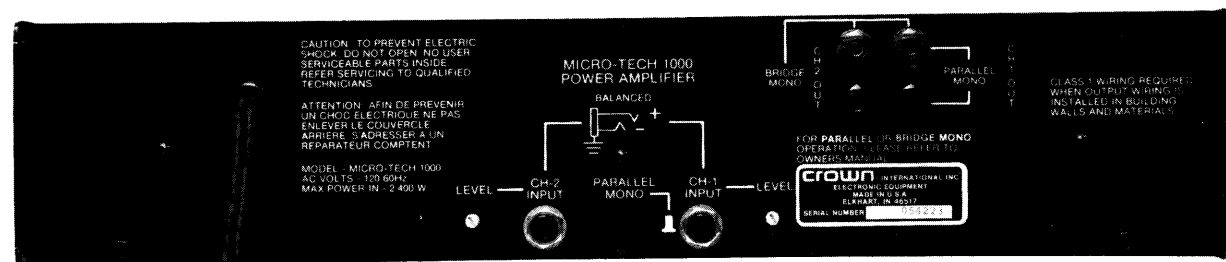 CAUTION TO PREVENT ELECTRIC
SHOCK DO NOT OPEN NO USER
SERVICEABLE PARTS INSIDE
REFER SERVICING TO QUALIFIED
TECHNICIANS
ATTENTION AFIN DE PREVENIR
UN CHOC ELECTRIQUE NE PAS
ENLEVER LE COUVERCLE
ARRIERE S'ADRESSER A UN
REPARATEUR COMPTENT
MODEL - MICRO-TECH 1000
AC VOLTS - 120 60Hz
MAX POWER IN - 2 400 W
MICRO-TECH 1000
POWER AMPLIFIER
BALANCED
+
-
LEVEL
CH-2
INPUT
PARALLEL
MONO
CH-1
INPUT
LEVEL
BRIDGE
MONO
CH2 OUT
PARALLEL
MONO
CH1 OUT
CLASS 1 WIRING REQUIRED
WHEN OUTPUT WIRING IS
INSTALLED IN BUILDING
WALLS AND MATERIALS
FOR PARALLEL OR BRIDGE MONO
OPERATION PLEASE REFER TO
OWNERS MANUAL
crown INTERNATIONAL INC
ELECTRONIC EQUIPMENT
MADE IN U.S.A
ELKHART, IN 46517
SERIAL NUMBER 054223